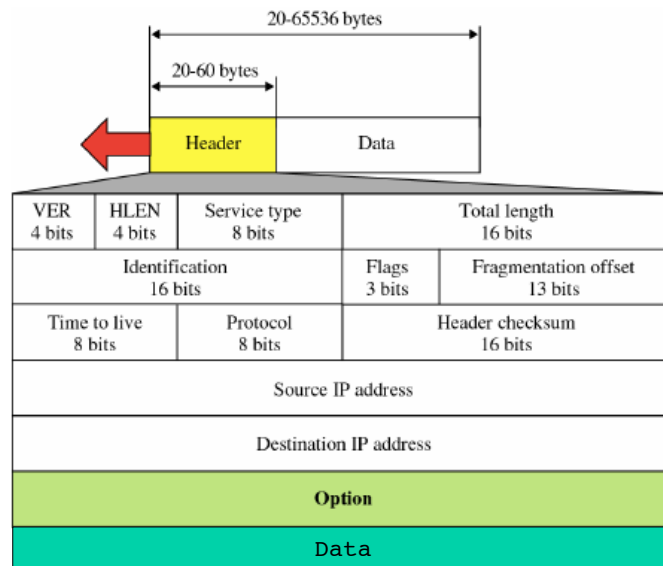 20-65536 bytes
20-60 bytes
Header
Data
VER
4 bits
HLEN
4 bits
Service type
8 bits
Total length
16 bits
Identification
16 bits
Flags
3 bits
Fragmentation offset
13 bits
Time to live
8 bits
Protocol
8 bits
Header checksum
16 bits
Source IP address
Destination IP address
Option
Data